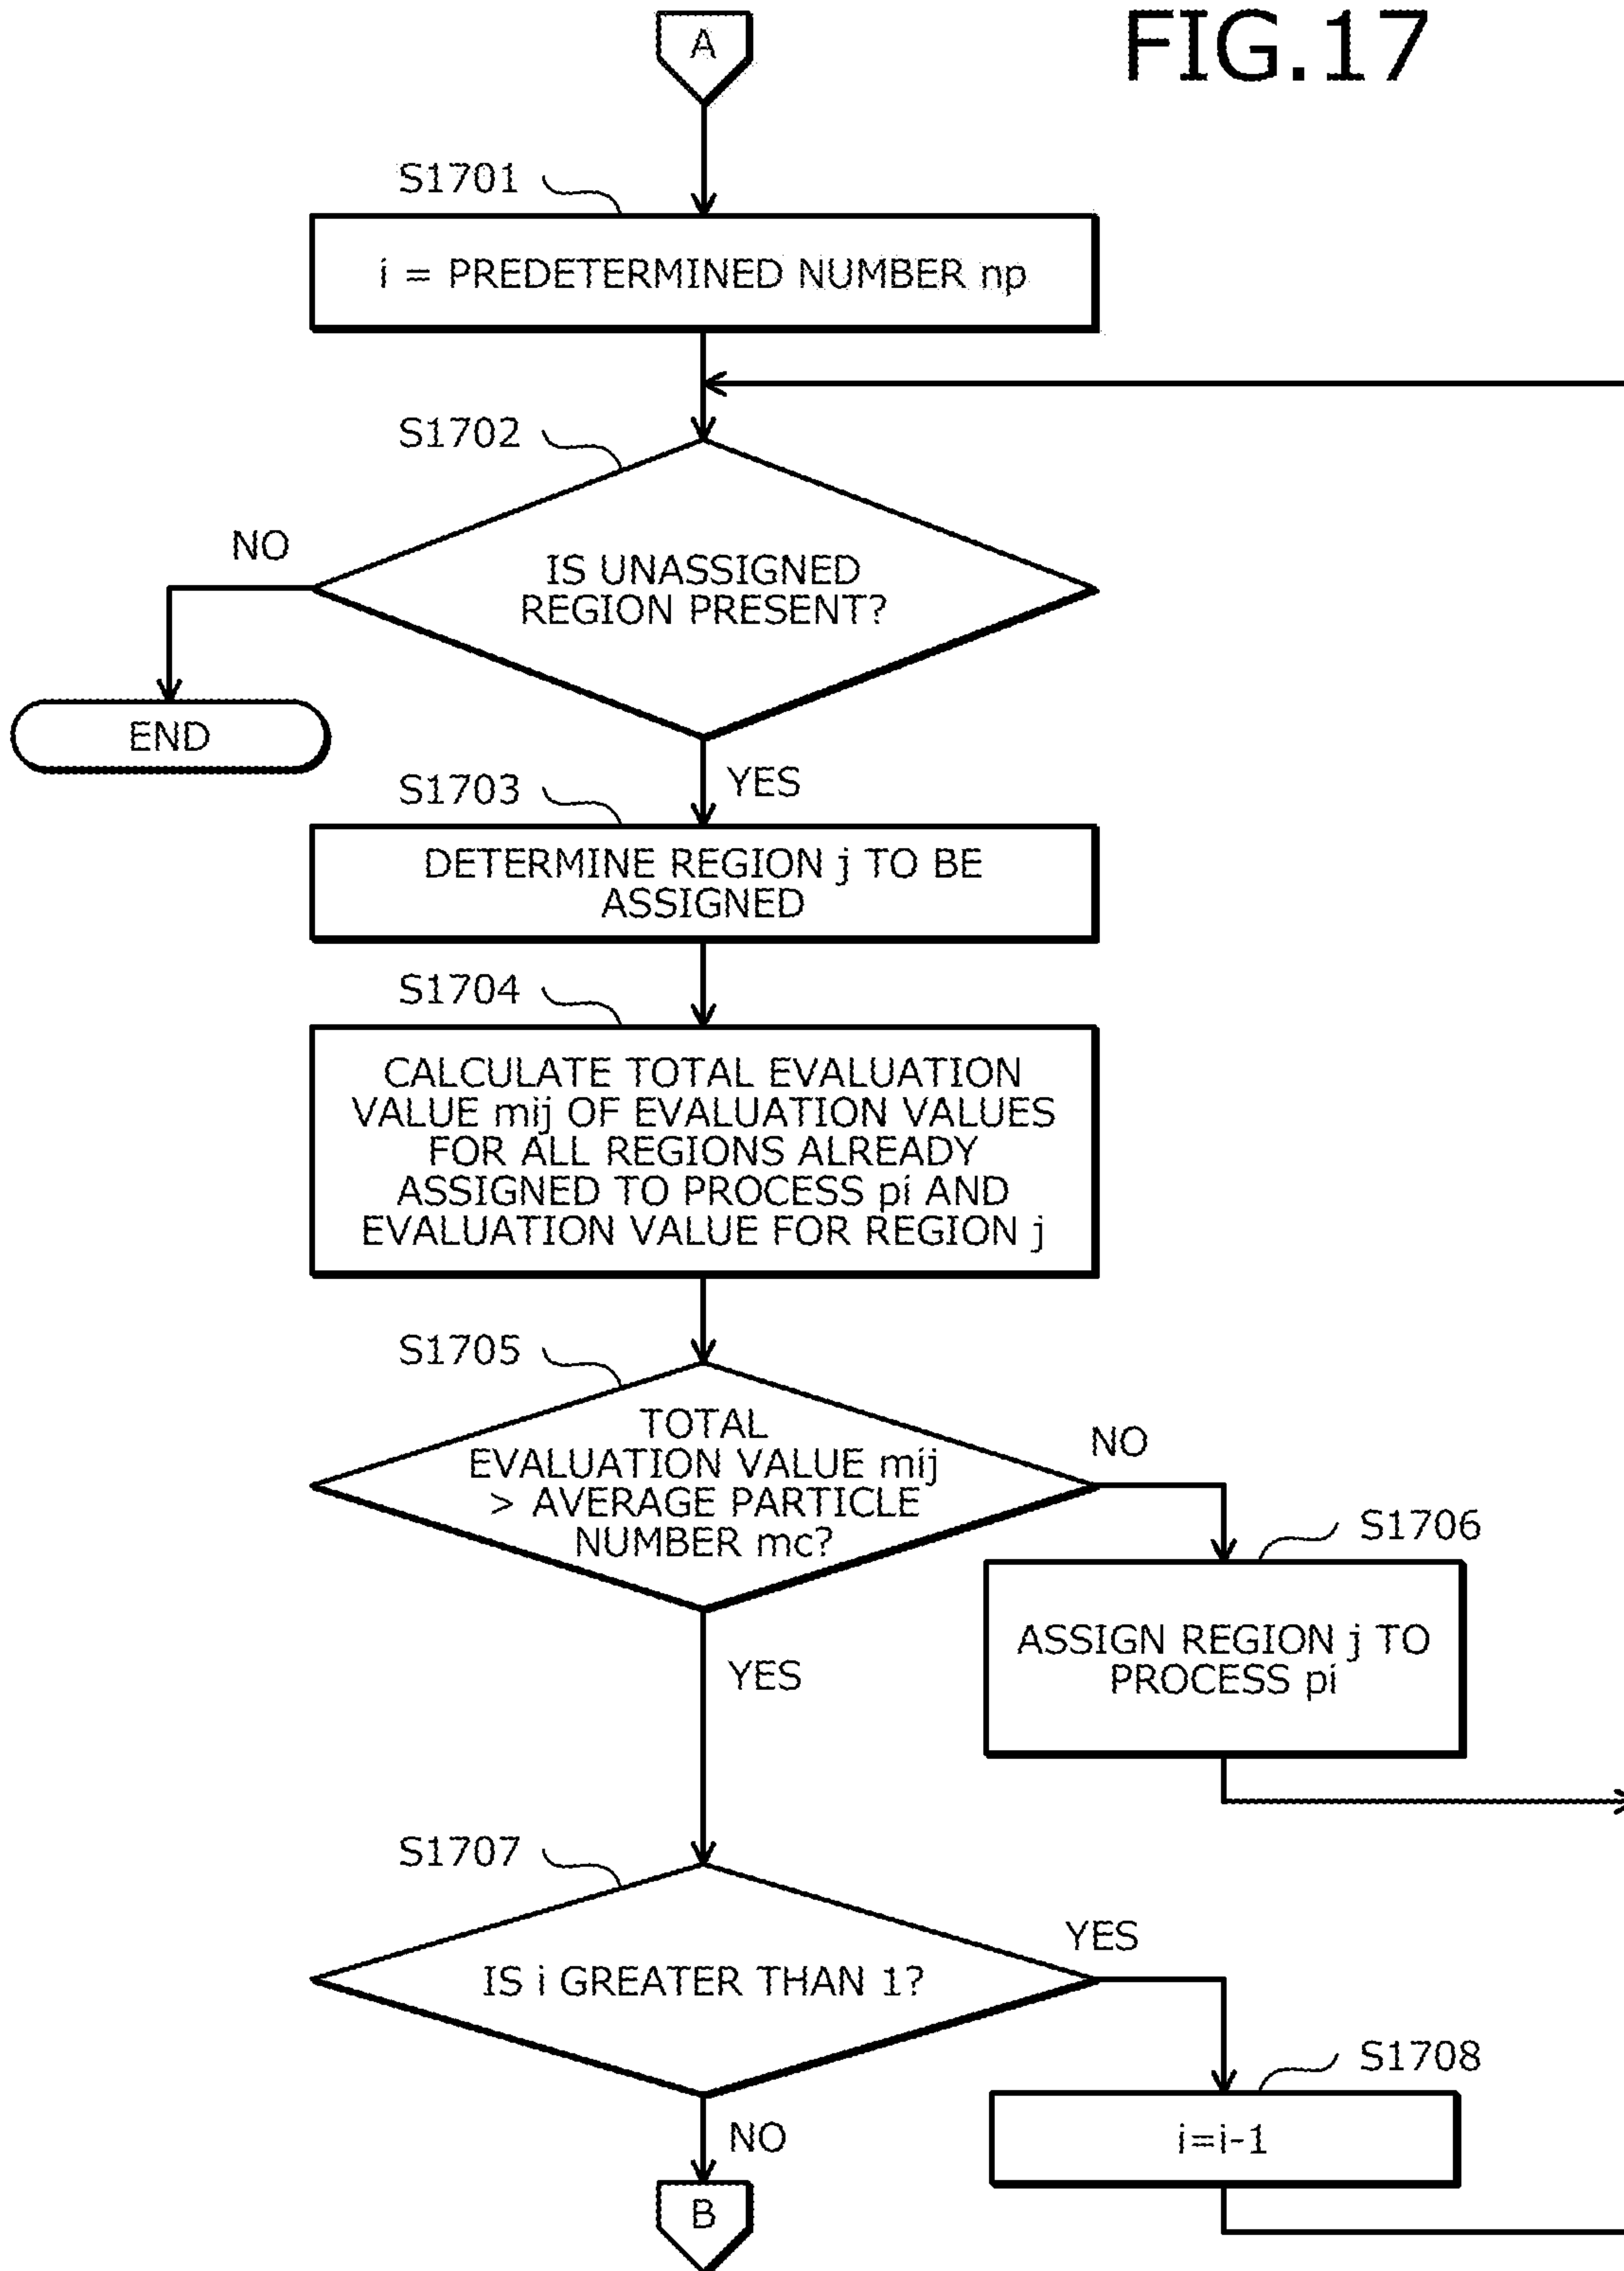 FIG.17
A
S1701
i = PREDETERMINED NUMBER np
S1702
NO
IS UNASSIGNED
REGION PRESENT?
END
YES
S1703
DETERMINE REGION j TO BE
ASSIGNED
S1704
CALCULATE TOTAL EVALUATION
VALUE mij OF EVALUATION VALUES
FOR ALL REGIONS ALREADY
ASSIGNED TO PROCESS pi AND
EVALUATION VALUE FOR REGION j
S1705
TOTAL
EVALUATION VALUE mij
> AVERAGE PARTICLE
NUMBER mc?
NO
S1706
ASSIGN REGION j TO
PROCESS pi
YES
S1707
IS i GREATER THAN 1?
YES
S1708
i=i-1
NO
B